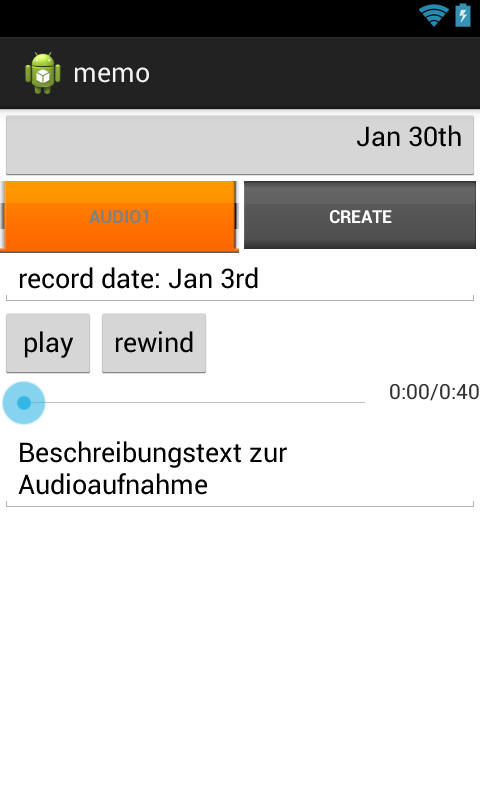 memo
Jan 30th
AUDIO1
CREATE
record date: Jan 3rd
play
rewind
0:00/0:40
Beschreibungstext zur
Audioaufnahme